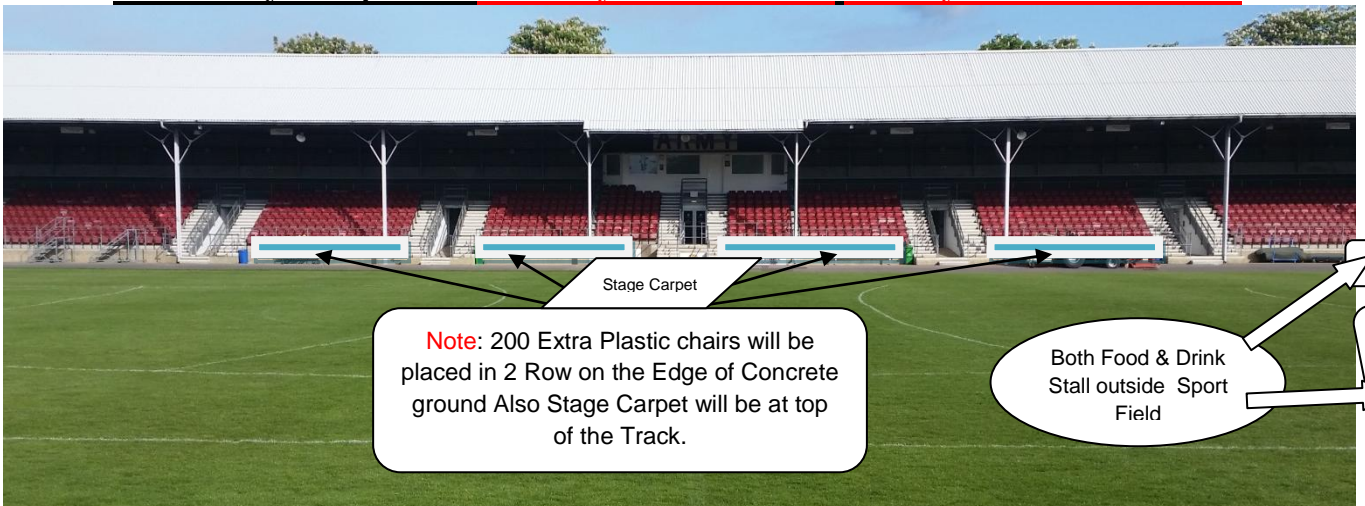 ARMY
Stage Carpet
Note: 200 Extra Plastic chairs will be
placed in 2 Row on the Edge of Concrete
ground Also Stage Carpet will be at top
of the Track.
Both Food & Drink
Stall outside Sport
Field